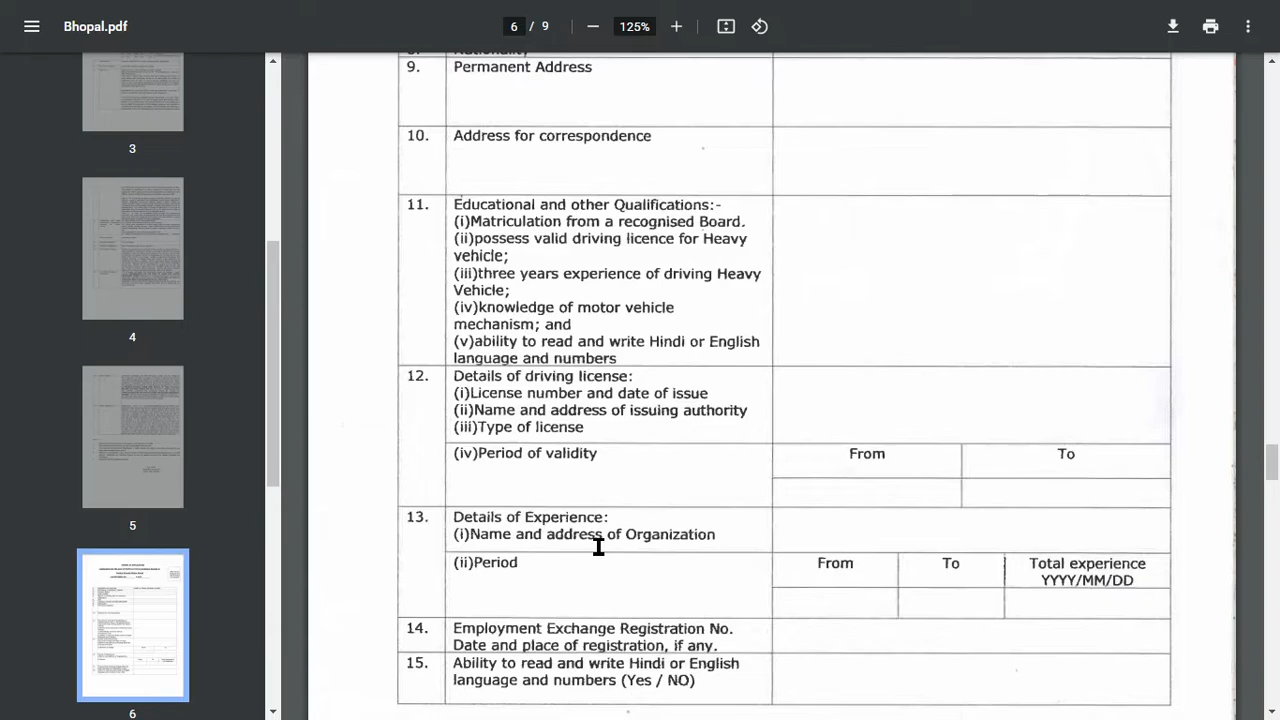 Bhopal.pdf
6 / 9
125%
3
4
5
6
9. Permanent Address
10. Address for correspondence
11. Educational and other Qualifications:-
(i)Matriculation from a recognised Board.
(ii)possess valid driving licence for Heavy
vehicle;
(iii)three years experience of driving Heavy
Vehicle;
(iv)knowledge of motor vehicle
mechanism; and
(v)ability to read and write Hindi or English
language and numbers
12. Details of driving license:
(i)License number and date of issue
(ii)Name and address of issuing authority
(iii)Type of license
(iv)Period of validity From To
13. Details of Experience:
(i)Name and address of Organization
(ii)Period From To Total experience
YYYY/MM/DD
14. Employment Exchange Registration No.
Date and place of registration, if any.
15. Ability to read and write Hindi or English
language and numbers (Yes / NO)